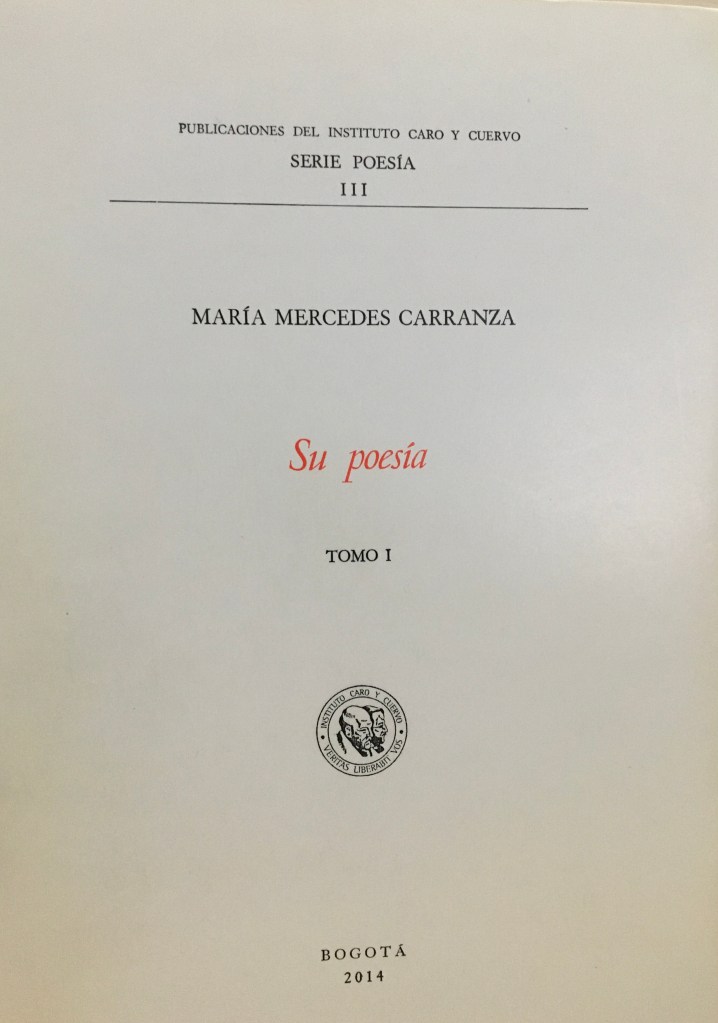 PUBLICACIONES DEL INSTITUTO CARO Y CUERVO
SERIE POESÍA
III
MARÍA MERCEDES CARRANZA
Su poesía
TOMO I
INSTITUTO CARO Y CUERVO
VERITAS LIBERABIT VOS
BOGOTÁ
2014